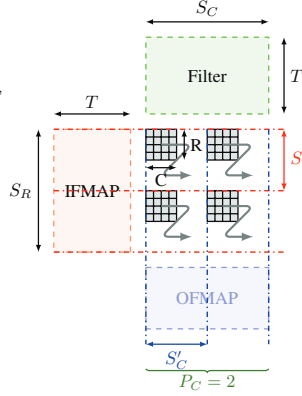 S_C
Filter
T
T
R
S
S_R
IFMAP
C
OFMAP
S'_C
P_C = 2